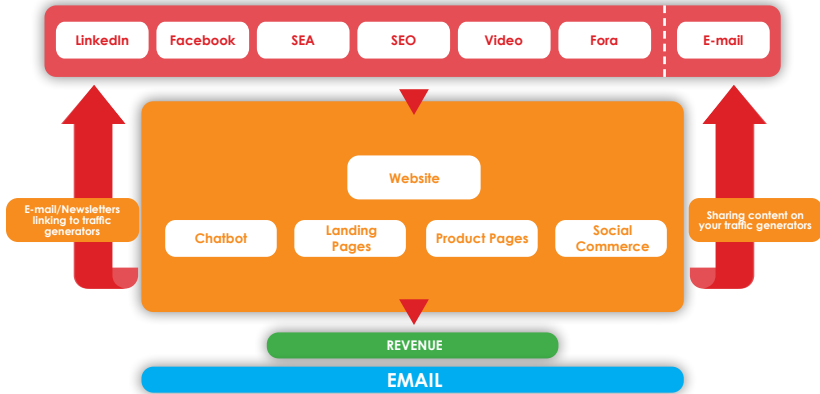 LinkedIn
Facebook
SEA
SEO
Video
Fora
E-mail
Website
E-mail/Newsletters
linking to traffic
generators
Sharing content on
your traffic generators
Chatbot
Landing
Pages
Product Pages
Social
Commerce
REVENUE
EMAIL